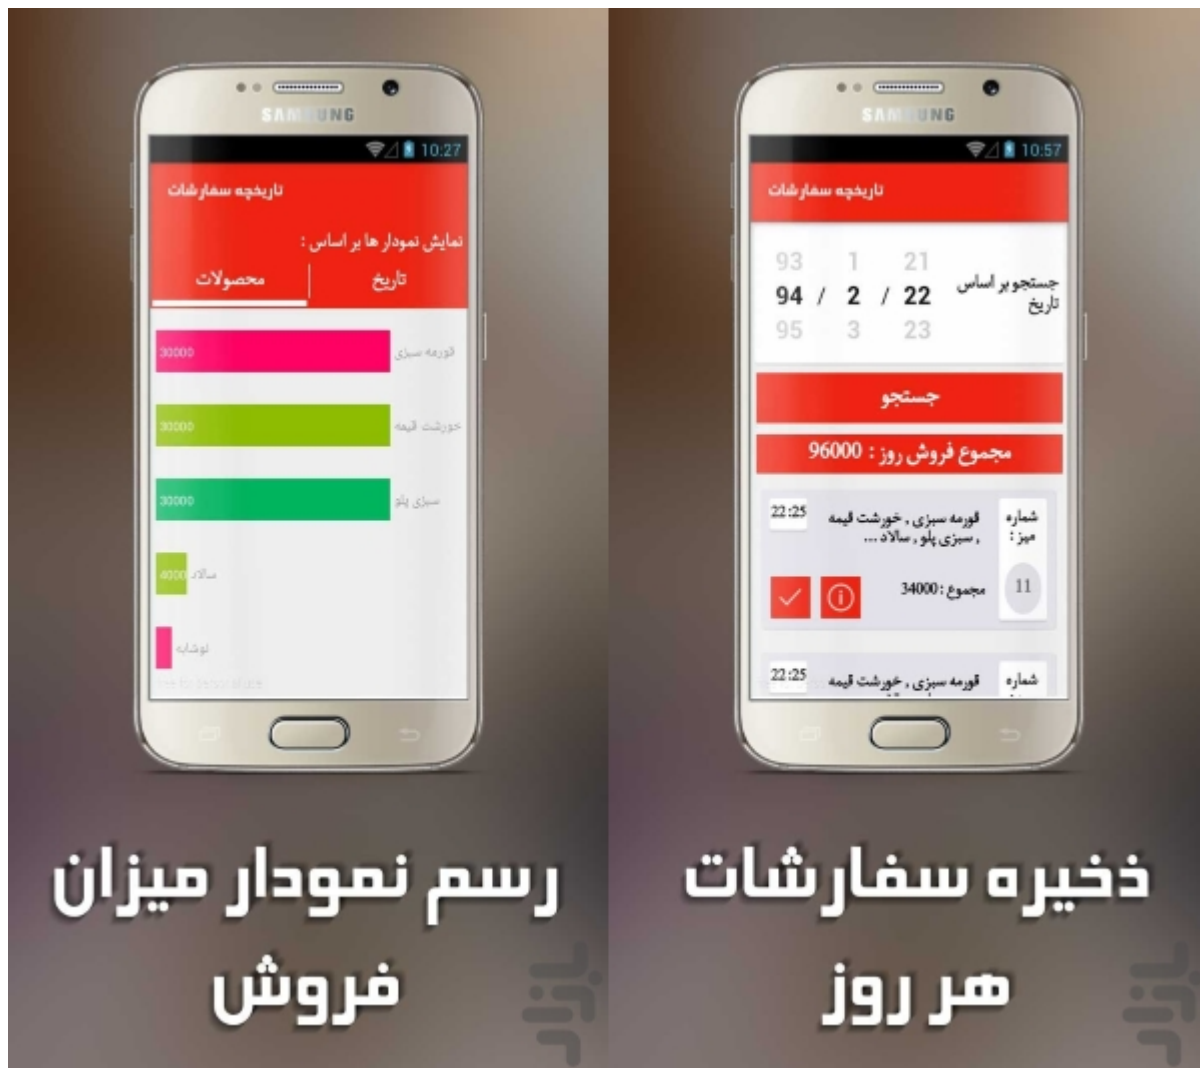 SAMSUNG
10:27
تاریخچه سفارشات
نمایش نمودار ها بر اساس :
تاریخ
محصولات
قورمه سبزی
30000
خورشت قیمه
30000
سبزی پلو
30000
سالاد
4000
نوشابه
رسم نمودار میزان
فروش
بازار
SAMSUNG
10:57
تاریخچه سفارشات
93 1 21
جستجو بر اساس
94 / 2 / 22
تاریخ
95 3 23
جستجو
مجموع فروش روز : 96000
شماره
میز :
11
قورمه سبزی , خورشت قیمه
, سبزی پلو , سالاد ...
22:25
مجموع : 34000
شماره
قورمه سبزی , خورشت قیمه
22:25
ذخیره سفارشات
هر روز
بازار